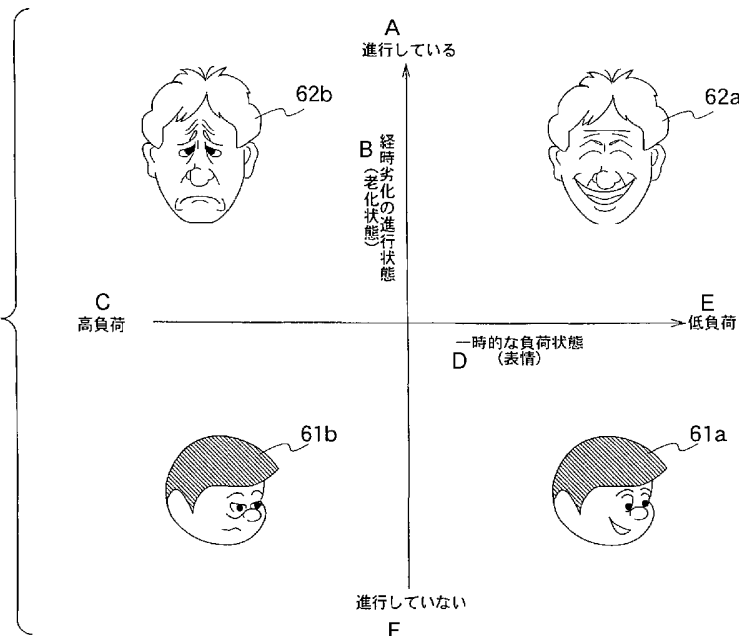 A
進行している
62b
62a
B
経時劣化の進行状態
(老化状態)
C
高負荷
E
低負荷
一時的な負荷状態
D
(表情)
61b
61a
進行していない
F